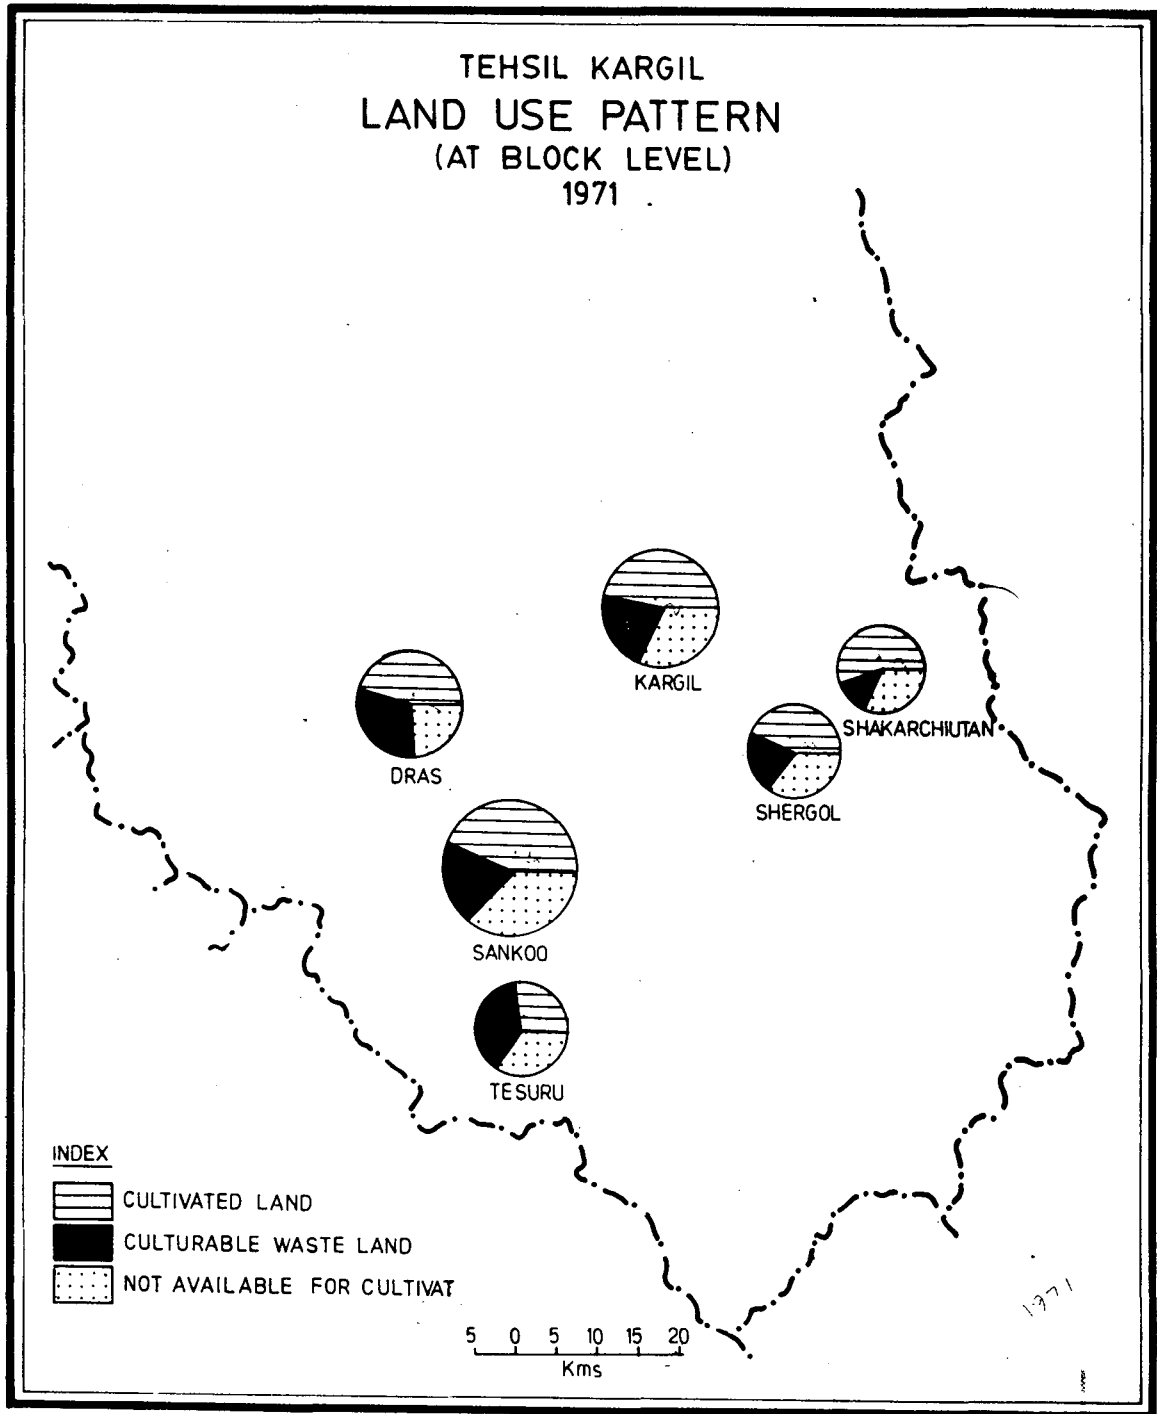 TEHSIL KARGIL
LAND USE PATTERN
(AT BLOCK LEVEL)
1971
KARGIL
SHAKARCHIUTAN
DRAS
SHERGOL
SANKOO
TESURU
INDEX
CULTIVATED LAND
CULTURABLE WASTE LAND
NOT AVAILABLE FOR CULTIVAT
5 0 5 10 15 20
Kms
1971